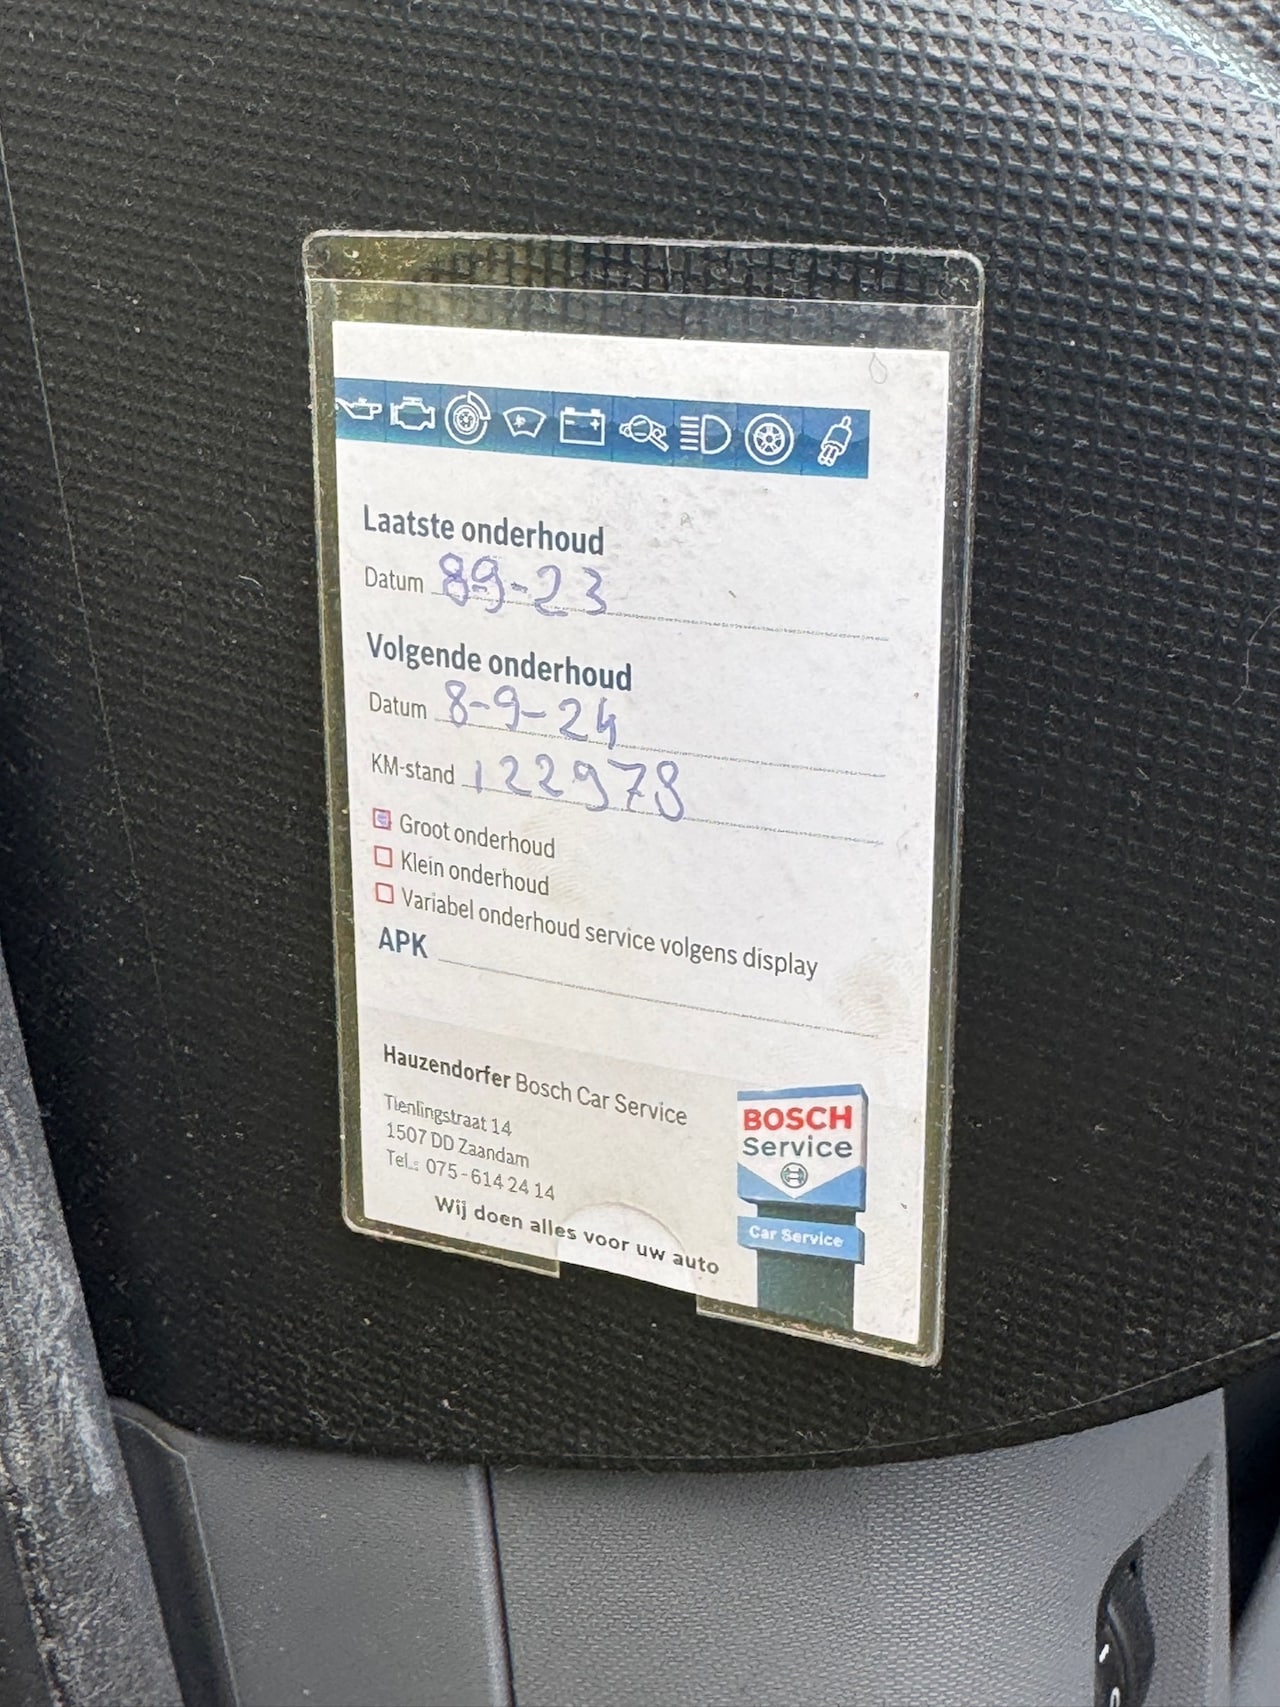 Laatste onderhoud
Datum 89-23
Volgende onderhoud
Datum 8-9-24
KM-stand 122978
Groot onderhoud
Klein onderhoud
Variabel onderhoud service volgens display
APK
Hauzendorfer Bosch Car Service
Tienlingstraat 14
1507 DD Zaandam
Tel.: 075-614 24 14
Wij doen alles voor uw auto
BOSCH
Service
Car Service